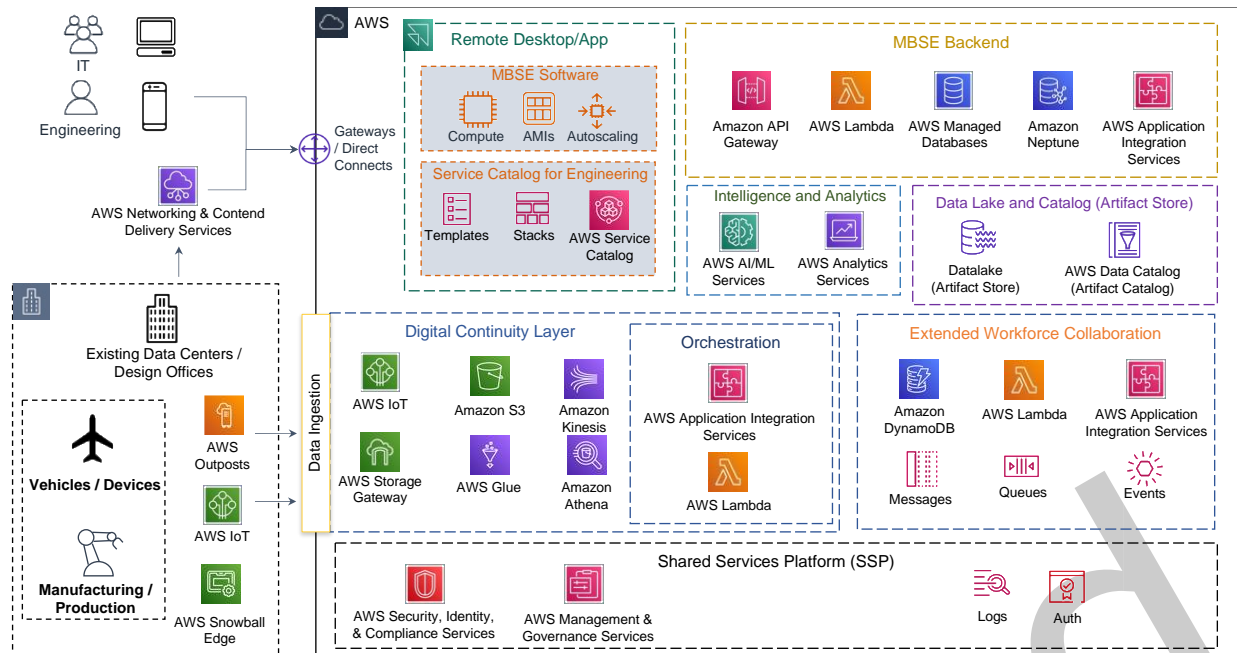 IT
Engineering
AWS Networking & Contend
Delivery Services
Existing Data Centers /
Design Offices
Vehicles / Devices
Manufacturing /
Production
AWS
Outposts
AWS IoT
AWS Snowball
Edge
AWS
Gateways
/ Direct
Connects
Data Ingestion
Remote Desktop/App
MBSE Software
Compute
AMIs
Autoscaling
Service Catalog for Engineering
Templates
Stacks
AWS Service
Catalog
MBSE Backend
Amazon API
Gateway
AWS Lambda
AWS Managed
Databases
Amazon
Neptune
AWS Application
Integration
Services
Intelligence and Analytics
AWS AI/ML
Services
AWS Analytics
Services
Data Lake and Catalog (Artifact Store)
Datalake
(Artifact Store)
AWS Data Catalog
(Artifact Catalog)
Digital Continuity Layer
AWS IoT
Amazon S3
Amazon
Kinesis
AWS Storage
Gateway
AWS Glue
Amazon
Athena
Orchestration
AWS Application Integration
Services
AWS Lambda
Extended Workforce Collaboration
Amazon
DynamoDB
AWS Lambda
AWS Application
Integration Services
Messages
Queues
Events
Shared Services Platform (SSP)
AWS Security, Identity,
& Compliance Services
AWS Management &
Governance Services
Logs
Auth